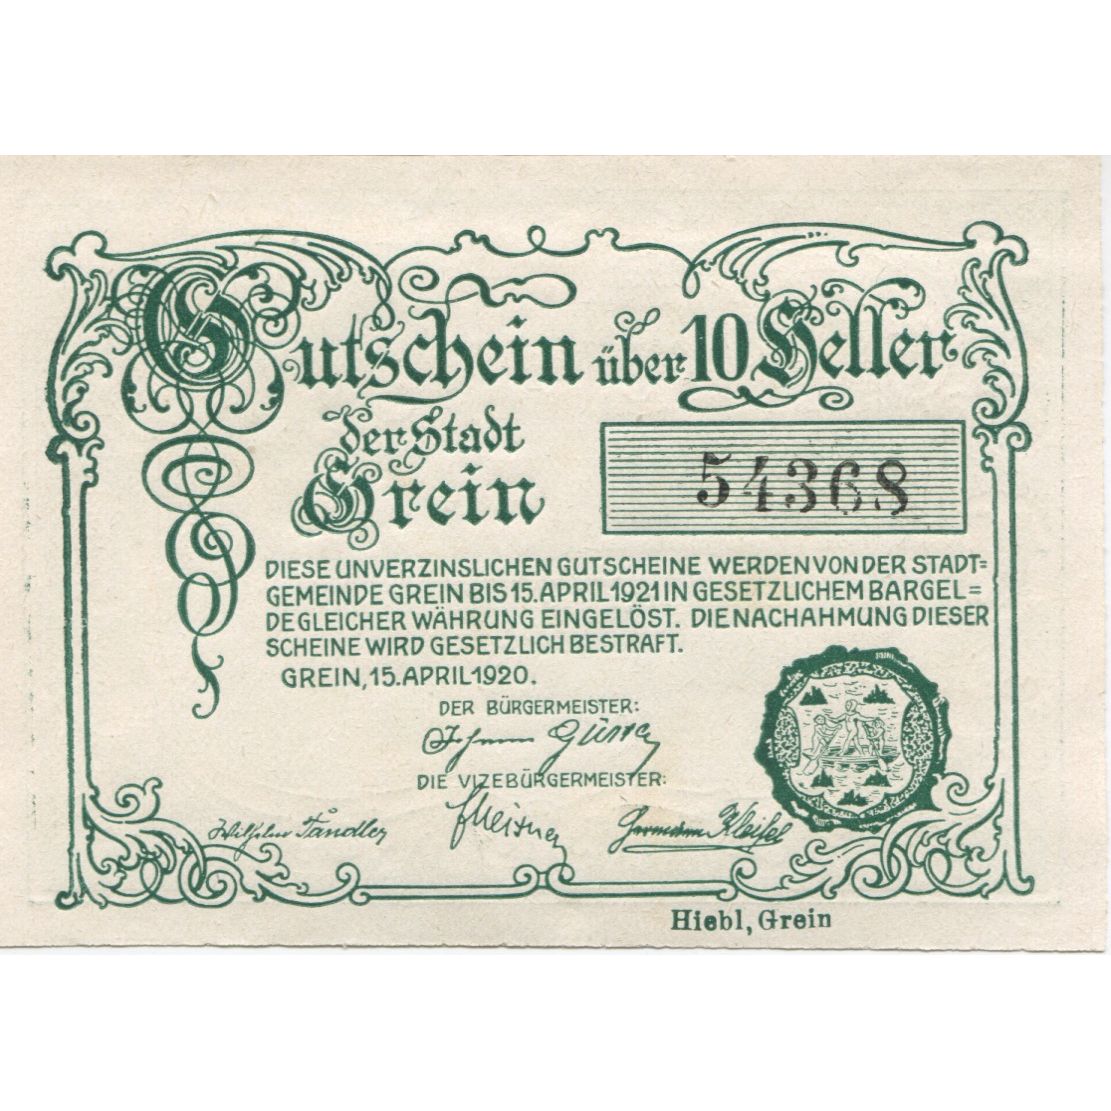 Gutschein über 10 Heller
der Stadt
Grein
54368
DIESE UNVERZINSLICHEN GUTSCHEINE WERDEN VON DER STADT=
GEMEINDE GREIN BIS 15. APRIL 1921 IN GESETZLICHEM BARGEL=
DE GLEICHER WÄHRUNG EINGELÖST. DIE NACHAHMUNG DIESER
SCHEINE WIRD GESETZLICH BESTRAFT.
GREIN, 15. APRIL 1920.
DER BÜRGERMEISTER:
DIE VIZEBÜRGERMEISTER:
Wilhelm Tandler
Hiebl, Grein